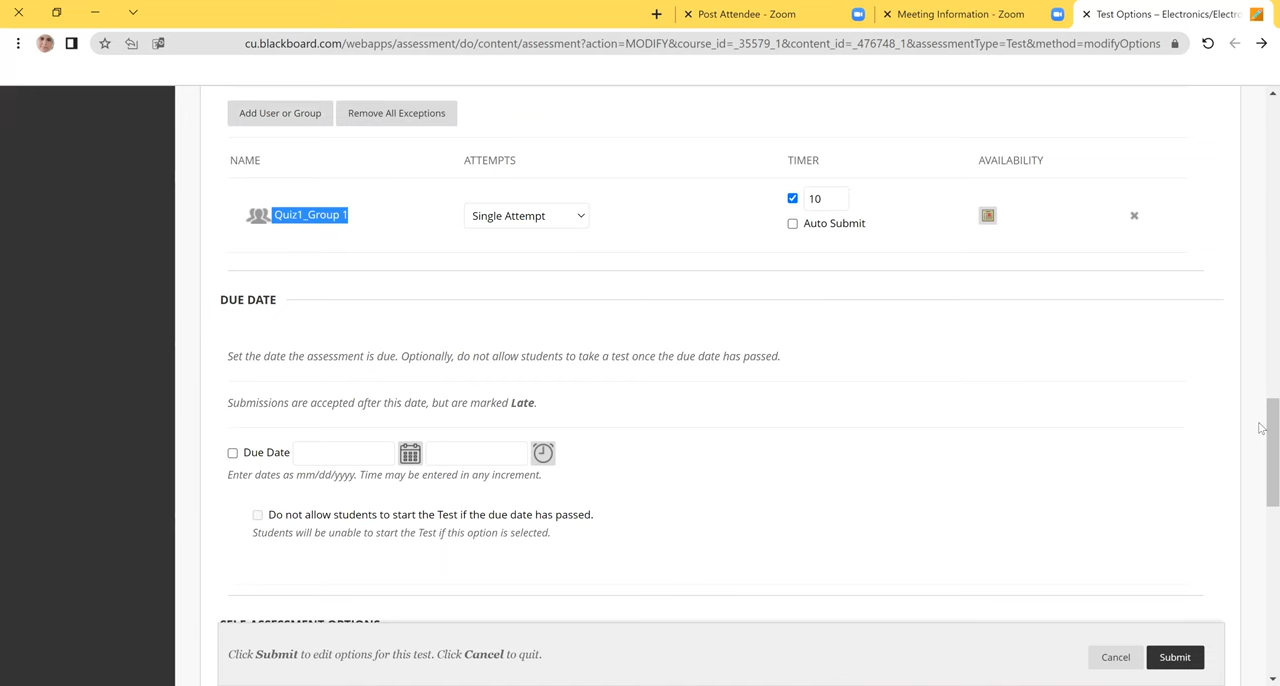 Post Attendee - Zoom
Meeting Information - Zoom
Test Options – Electronics/Electro
cu.blackboard.com/webapps/assessment/do/content/assessment?action=MODIFY&course_id=_35579_1&content_id=_476748_1&assessmentType=Test&method=modifyOptions
Add User or Group
Remove All Exceptions
NAME
ATTEMPTS
TIMER
AVAILABILITY
Quiz1_Group 1
Single Attempt
10
Auto Submit
DUE DATE
Set the date the assessment is due. Optionally, do not allow students to take a test once the due date has passed.
Submissions are accepted after this date, but are marked Late.
Due Date
Enter dates as mm/dd/yyyy. Time may be entered in any increment.
Do not allow students to start the Test if the due date has passed.
Students will be unable to start the Test if this option is selected.
SELF-ASSESSMENT OPTIONS
Click Submit to edit options for this test. Click Cancel to quit.
Cancel
Submit